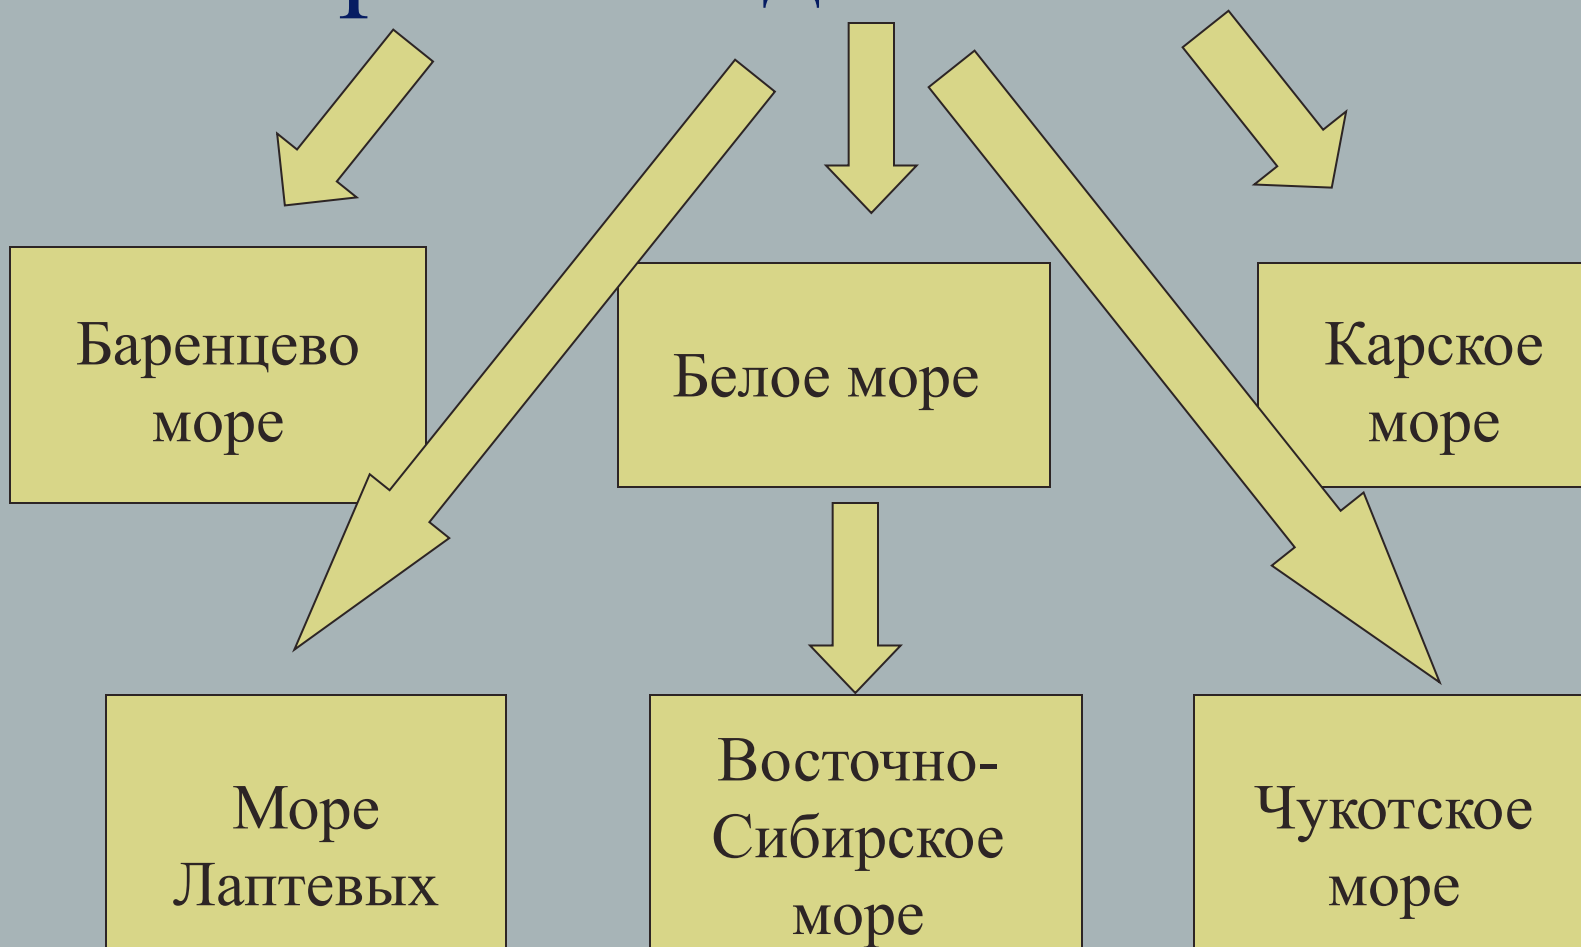 Баренцево
море
Белое море
Карское
море
Море
Лаптевых
Восточно-
Сибирское
море
Чукотское
море